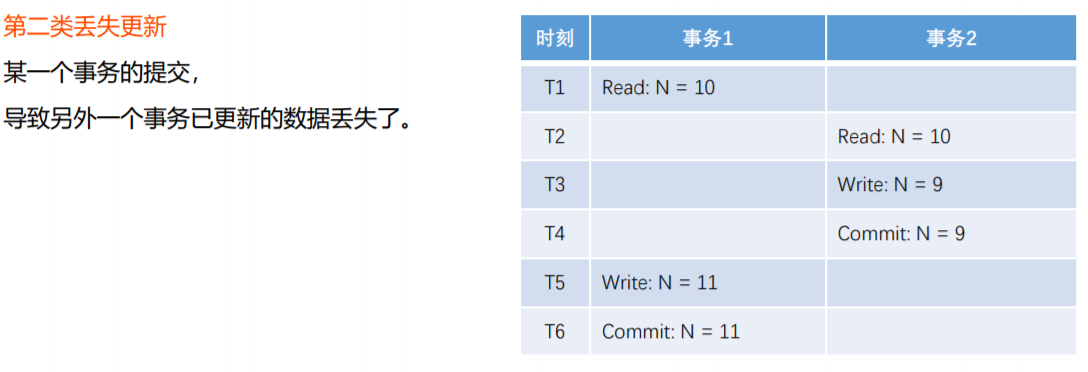 第二类丢失更新
某一个事务的提交，
导致另外一个事务已更新的数据丢失了。
时刻 事务1 事务2
T1 Read: N = 10
T2 Read: N = 10
T3 Write: N = 9
T4 Commit: N = 9
T5 Write: N = 11
T6 Commit: N = 11